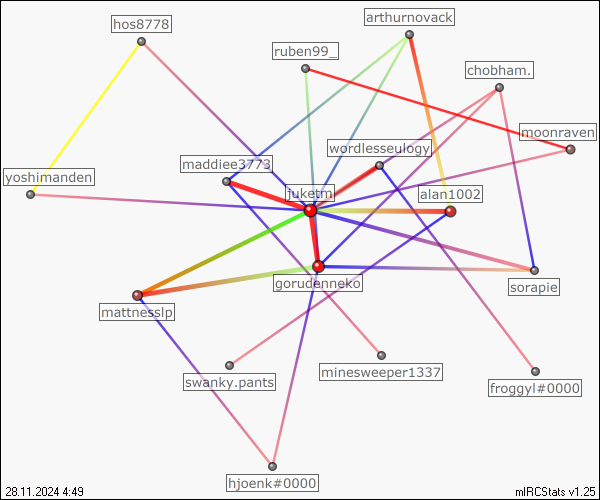 arthurnovack
hos8778
ruben99_
chobham.
moonraven
wordlesseulogy
maddiee3773
yoshimanden
juketm
alan1002
gorudenneko
sorapie
mattnesslp
minesweeper1337
swanky.pants
froggyl#0000
hjoenk#0000
28.11.2024 4:49
mIRCStats v1.25